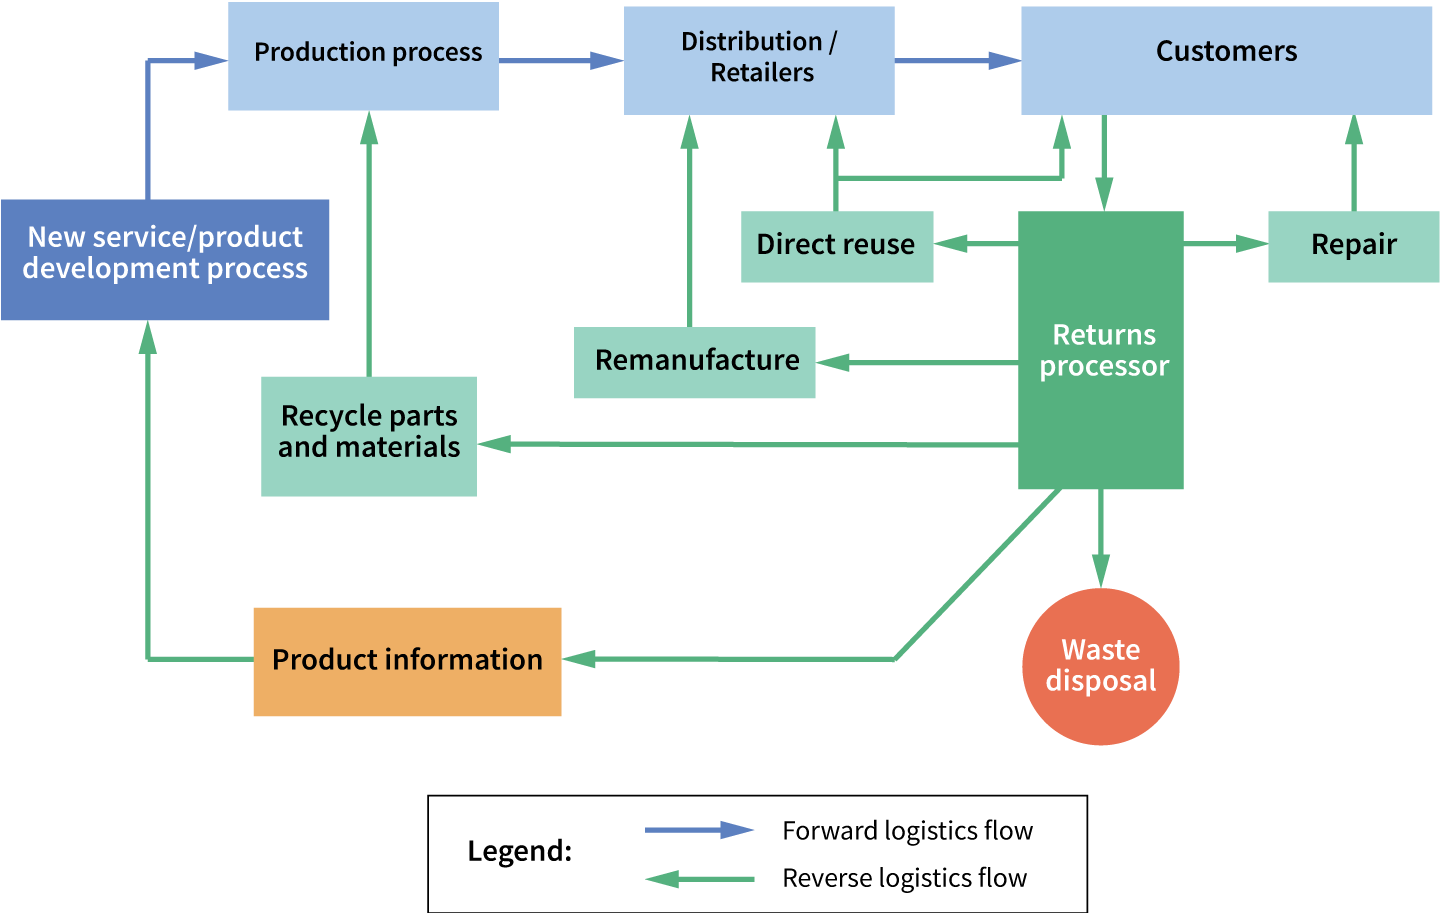 Production process
Distribution /
Retailers
Customers
New service/product
development process
Direct reuse
Repair
Returns
processor
Remanufacture
Recycle parts
and materials
Product information
Waste
disposal
Legend:
Forward logistics flow
Reverse logistics flow